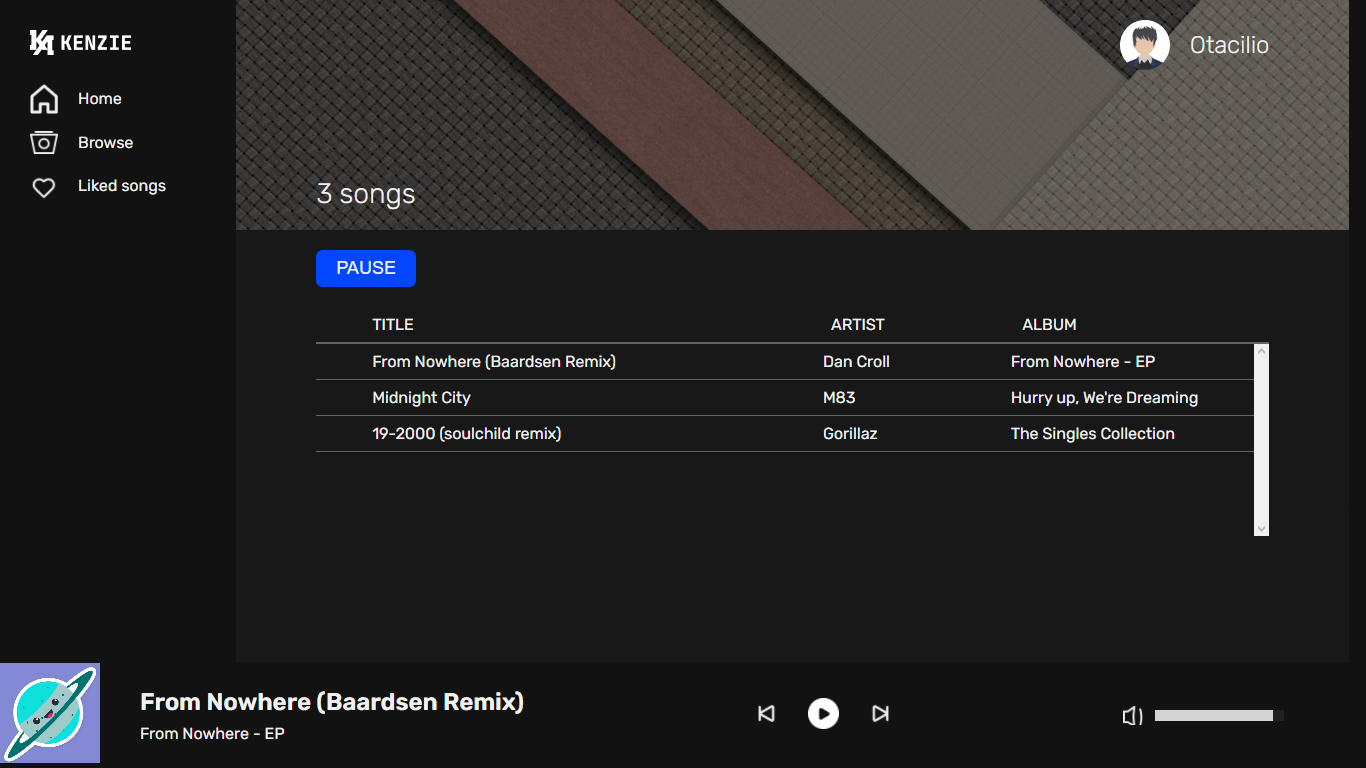 KA KENZIE
Home
Browse
Liked songs
Otacilio
3 songs
PAUSE
TITLE ARTIST ALBUM
From Nowhere (Baardsen Remix) Dan Croll From Nowhere - EP
Midnight City M83 Hurry up, We're Dreaming
19-2000 (soulchild remix) Gorillaz The Singles Collection
From Nowhere (Baardsen Remix)
From Nowhere - EP